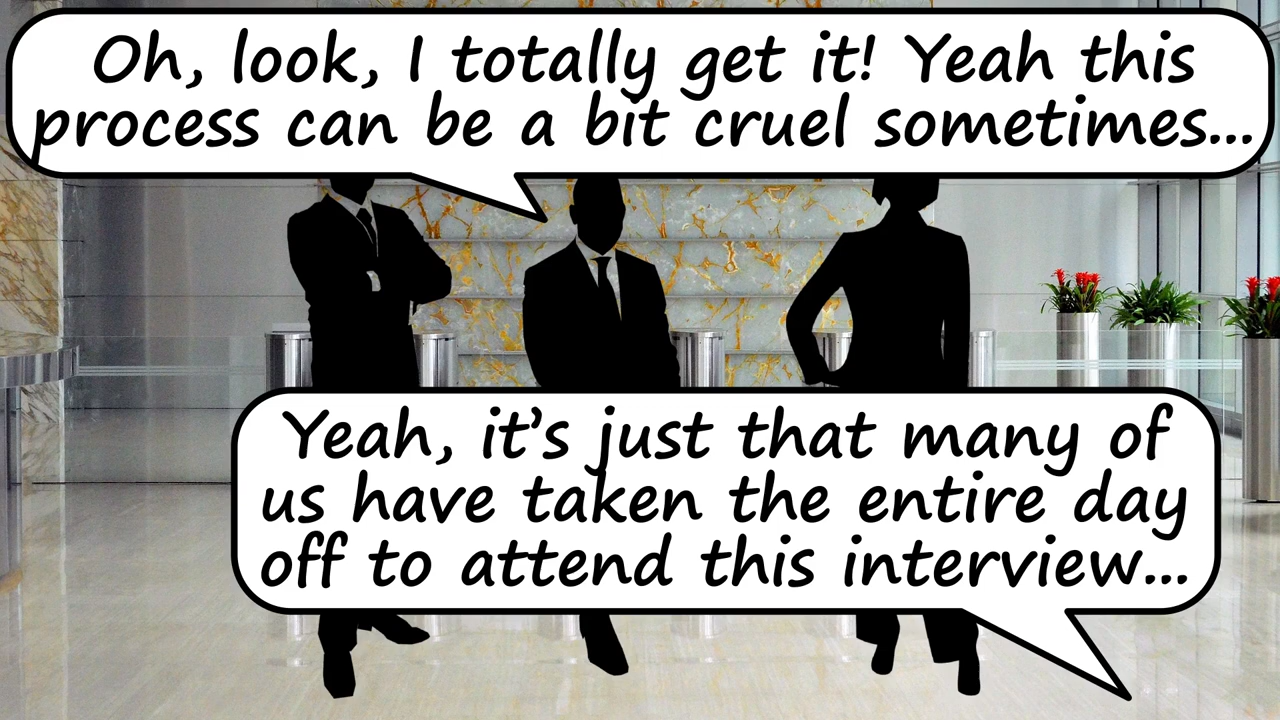 Oh, look, I totally get it! Yeah this
process can be a bit cruel sometimes...
Yeah, it’s just that many of
us have taken the entire day
off to attend this interview...